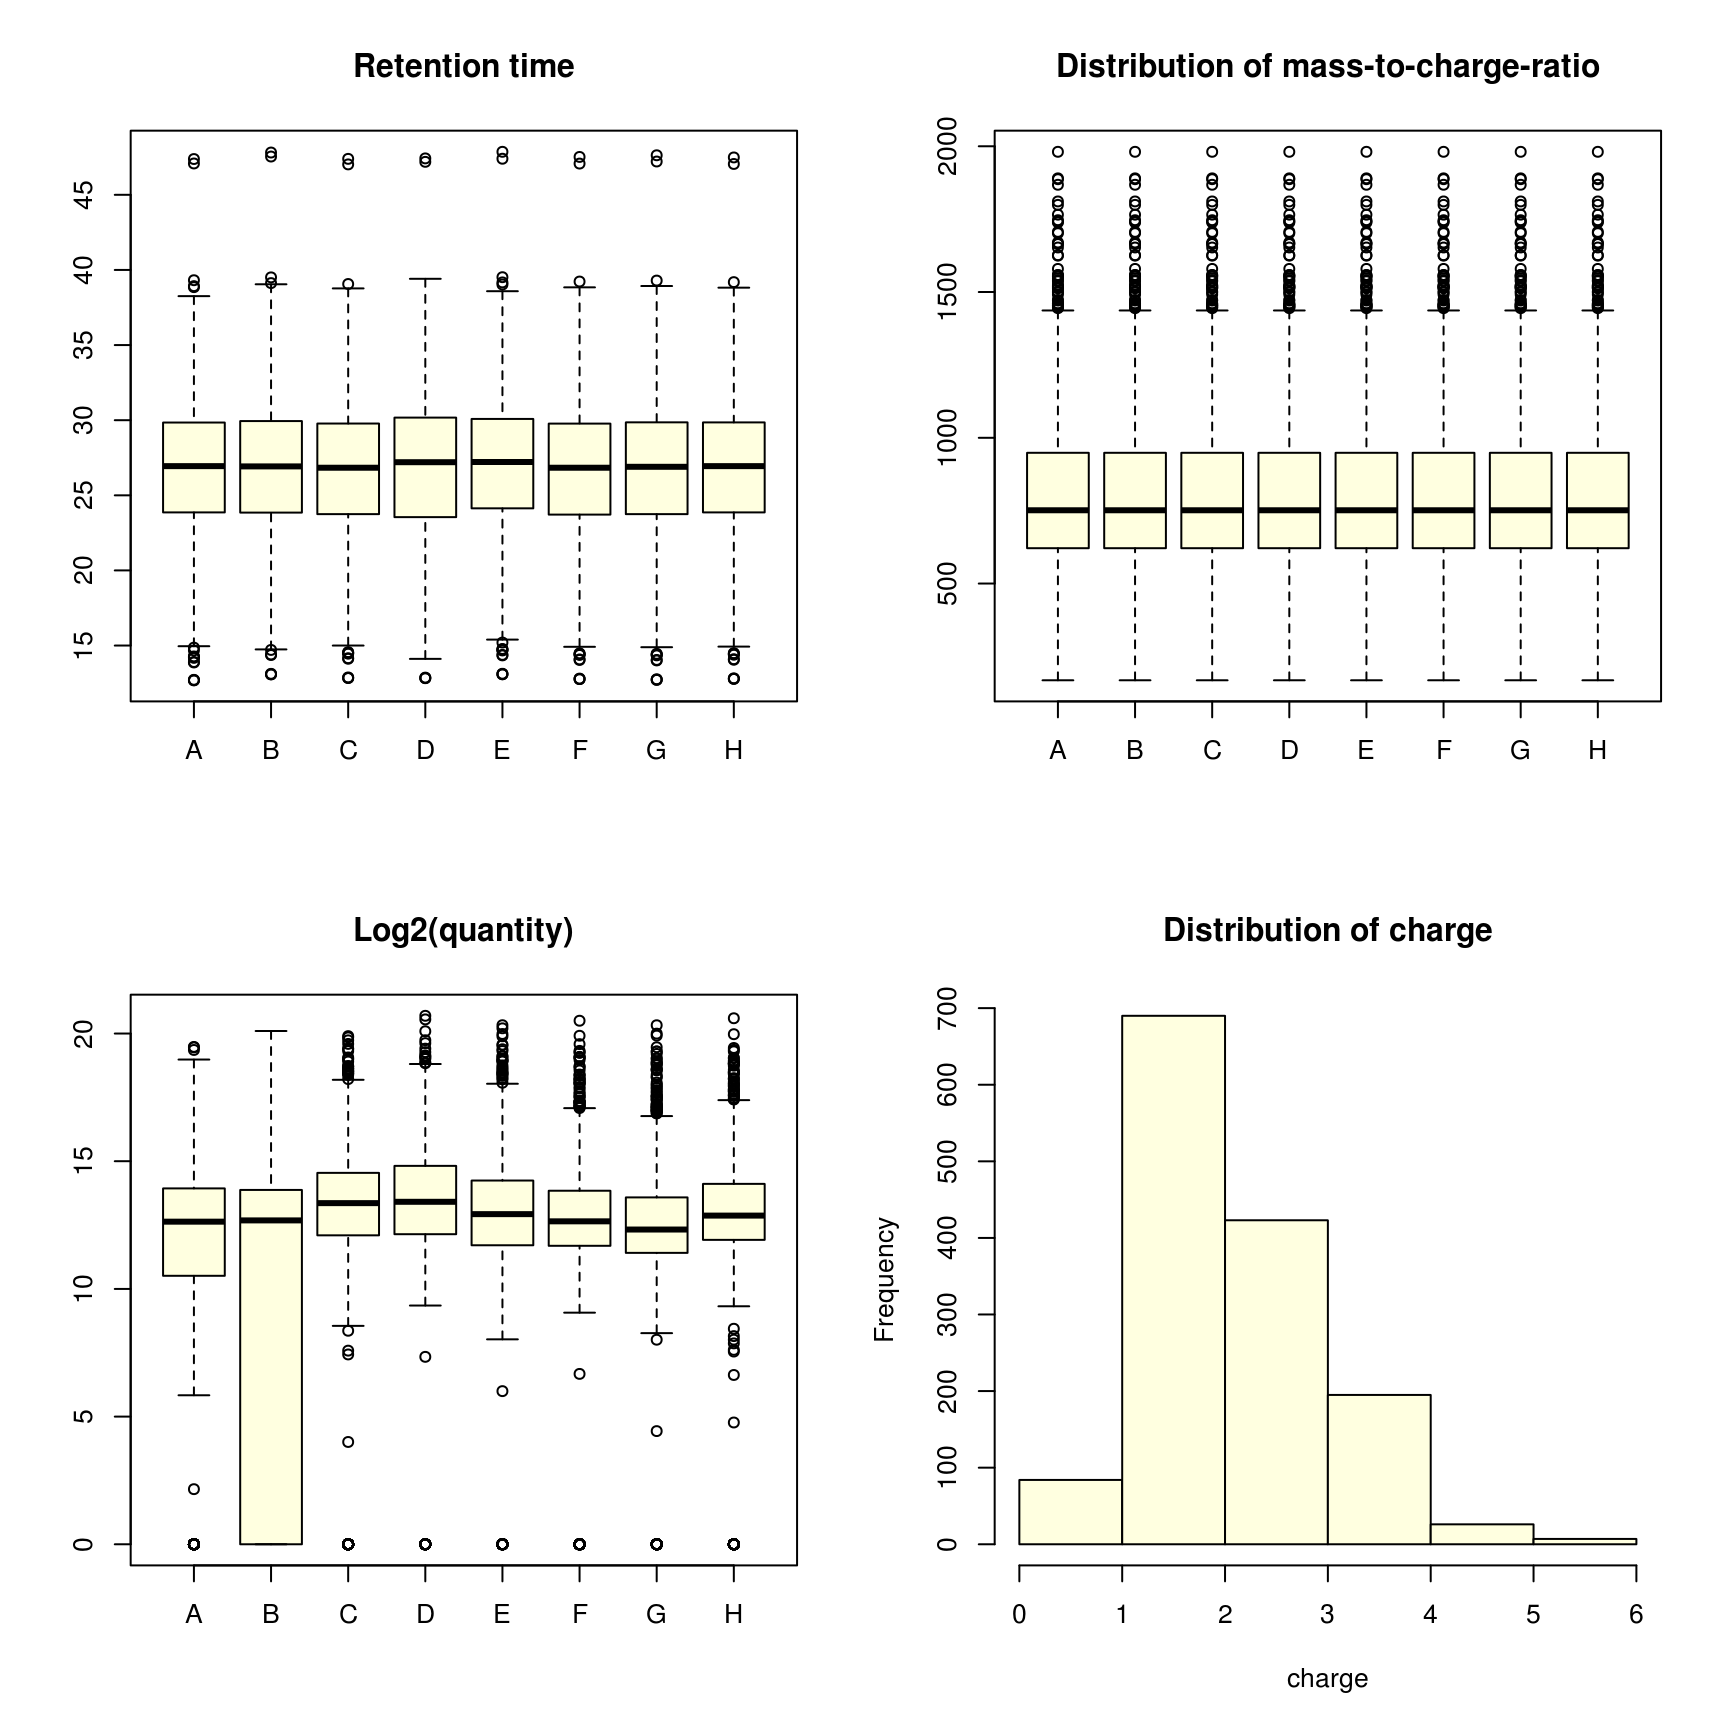 Retention time
45
40
35
30
25
20
15
A B C D E F G H
Distribution of mass-to-charge-ratio
2000
1500
1000
500
A B C D E F G H
Log2(quantity)
20
15
10
5
0
A B C D E F G H
Distribution of charge
Frequency
700
600
500
400
300
200
100
0
0 1 2 3 4 5 6
charge